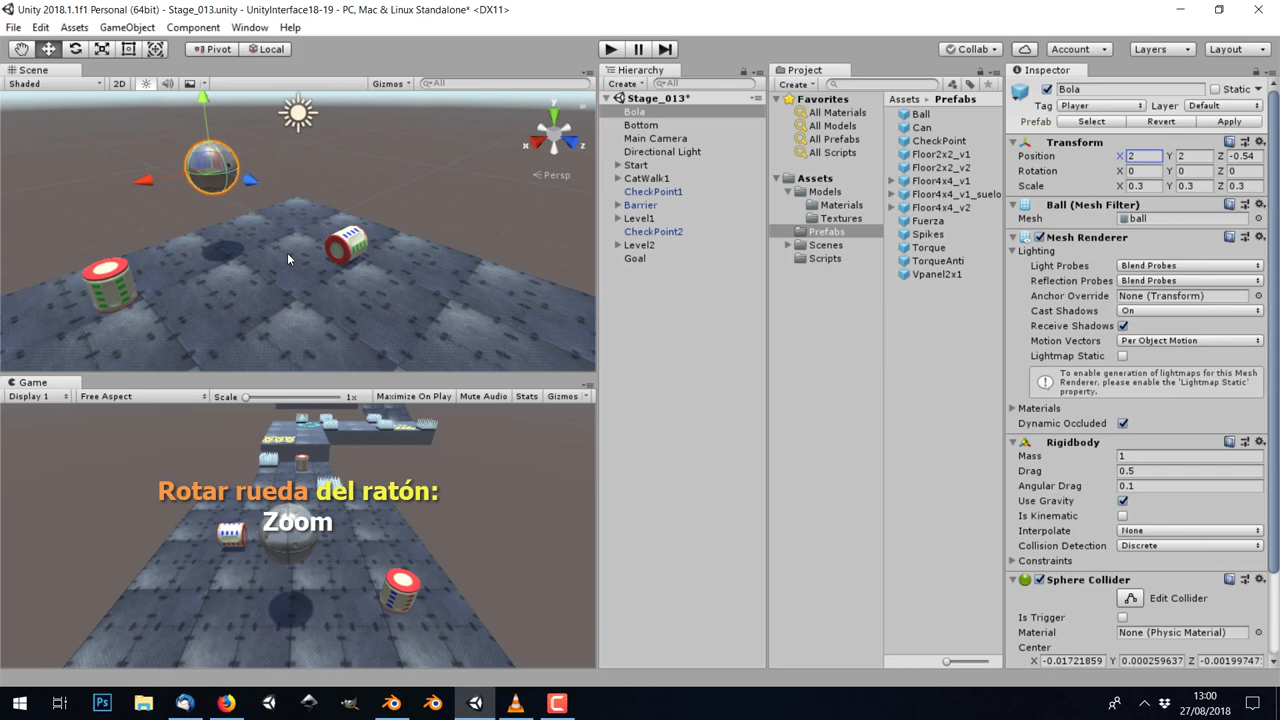 Unity 2018.1.1f1 Personal (64bit) - Stage_013.unity - UnityInterface18-19 - PC, Mac & Linux Standalone* <DX11>
File Edit Assets GameObject Component Window Help
Pivot Local Collab Account Layers Layout
Scene
Shaded 2D Gizmos All
y
x z
Persp
Game
Display 1 Free Aspect Scale 1x Maximize On Play Mute Audio Stats Gizmos
Rotar rueda del ratón:
Zoom
Hierarchy
Create All
Stage_013*
Bola
Bottom
Main Camera
Directional Light
Start
CatWalk1
CheckPoint1
Barrier
Level1
CheckPoint2
Level2
Goal
Project
Create
Favorites
All Materials
All Models
All Prefabs
All Scripts
Assets
Models
Materials
Textures
Prefabs
Scenes
Scripts
Assets Prefabs
Ball
Can
CheckPoint
Floor2x2_v1
Floor2x2_v2
Floor4x4_v1
Floor4x4_v1_suelo
Floor4x4_v2
Fuerza
Spikes
Torque
TorqueAnti
Vpanel2x1
Inspector
Bola Static
Tag Player Layer Default
Prefab Select Revert Apply
Transform
Position X 2 Y 2 Z -0.54
Rotation X 0 Y 0 Z 0
Scale X 0.3 Y 0.3 Z 0.3
Ball (Mesh Filter)
Mesh ball
Mesh Renderer
Lighting
Light Probes Blend Probes
Reflection Probes Blend Probes
Anchor Override None (Transform)
Cast Shadows On
Receive Shadows
Motion Vectors Per Object Motion
Lightmap Static
To enable generation of lightmaps for this Mesh
Renderer, please enable the 'Lightmap Static'
property.
Materials
Dynamic Occluded
Rigidbody
Mass 1
Drag 0.5
Angular Drag 0.1
Use Gravity
Is Kinematic
Interpolate None
Collision Detection Discrete
Constraints
Sphere Collider
Edit Collider
Is Trigger
Material None (Physic Material)
Center
X -0.01721859 Y 0.000259637 Z -0.00199747
Ps
13:00
27/08/2018